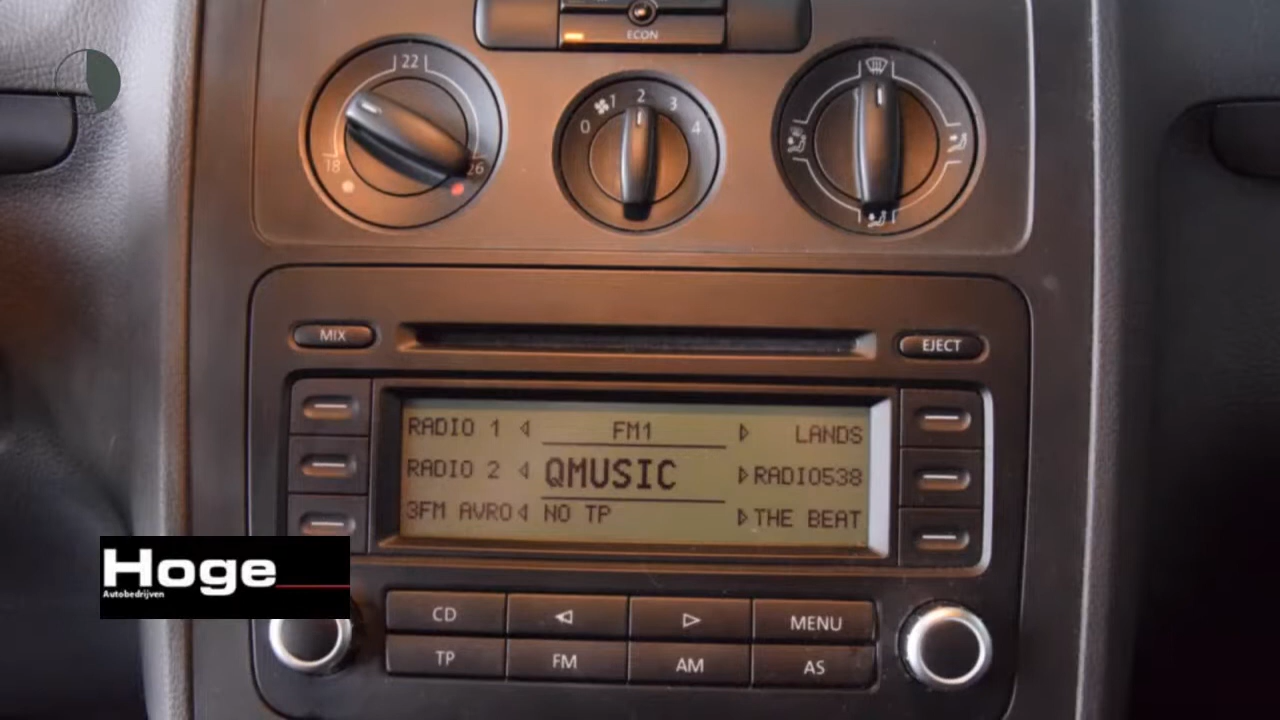 ECON
22
18
26
0
1
2
3
4
MIX
EJECT
RADIO 1
FM1
LANDS
RADIO 2
QMUSIC
RADIO538
3FM AVRO
NO TP
THE BEAT
Hoge
Autobedrijven
CD
MENU
TP
FM
AM
AS